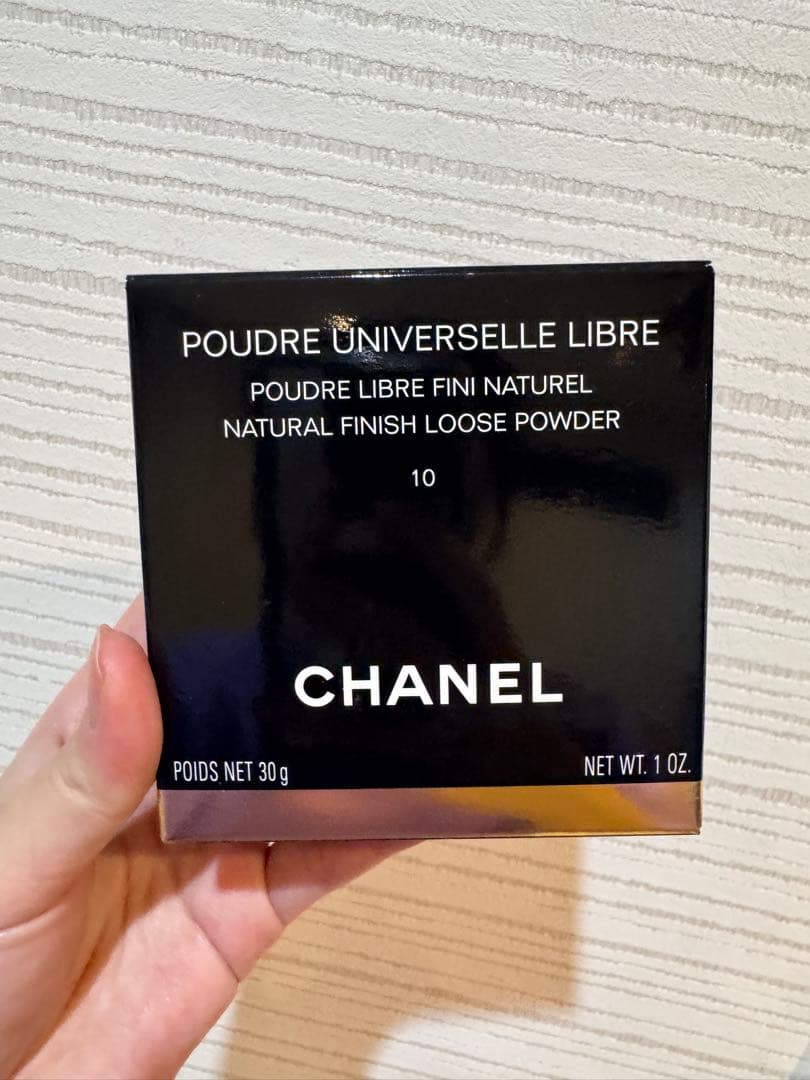 POUDRE UNIVERSELLE LIBRE
POUDRE LIBRE FINI NATUREL
NATURAL FINISH LOOSE POWDER
10
CHANEL
POIDS NET 30 g
NET WT. 1 OZ.